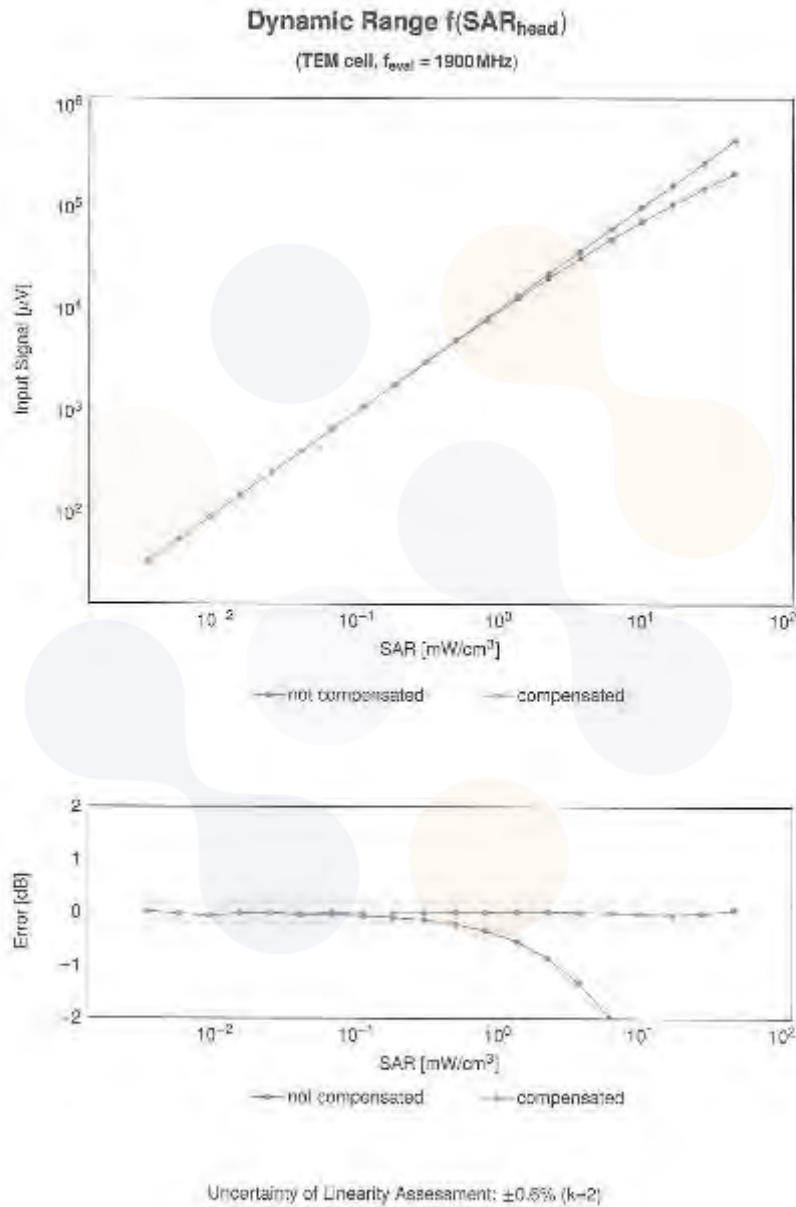 Dynamic Range f(SARhead)
(TEM cell, feval = 1900 MHz)
10⁶
10⁵
10⁴
10³
10²
Input Signal [µV]
10⁻² 10⁻¹ 10⁰ 10¹ 10²
SAR [mW/cm³]
not compensated compensated
2
1
0
−1
-2
Error [dB]
10⁻² 10⁻¹ 10⁰ 10¹ 10²
SAR [mW/cm³]
not compensated compensated
Uncertainty of Linearity Assessment: ±0.6% (k=2)